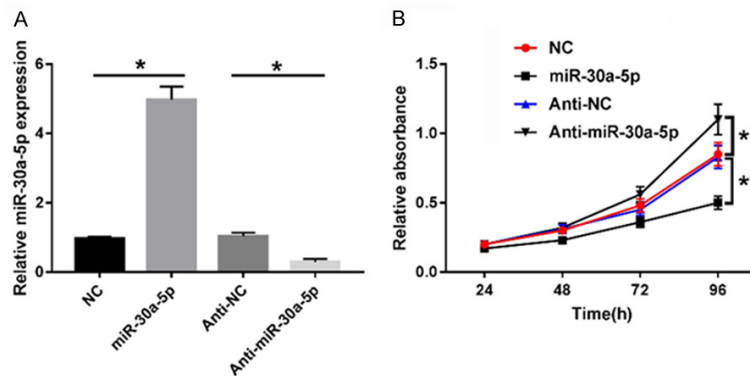 A
Relative miR-30a-5p expression
6
4
2
0
*
*
NC
miR-30a-5p
Anti-NC
Anti-miR-30a-5p
B
NC
miR-30a-5p
Anti-NC
Anti-miR-30a-5p
Relative absorbance
1.5
1.0
0.5
0.0
*
*
24 48 72 96
Time(h)